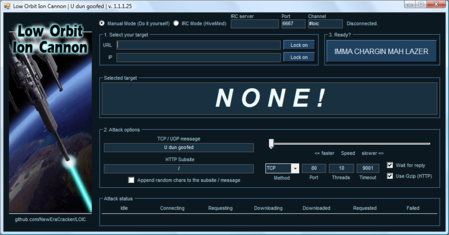 Low Orbit Ion Cannon | U dun goofed | v. 1.1.1.25
Low Orbit
Ion Cannon
Manual Mode (Do it yourself)
IRC Mode (HiveMind)
IRC server
Port
Channel
6667
#loic
Disconnected.
1. Select your target
URL
Lock on
IP
Lock on
3. Ready?
IMMA CHARGIN MAH LAZER
Selected target
NONE!
2. Attack options
TCP / UDP message
U dun goofed
HTTP Subsite
/
Append random chars to the subsite / message
<= faster Speed slower =>
TCP
80
10
9001
Method
Port
Threads
Timeout
Wait for reply
Use Gzip (HTTP)
Attack status
Idle
Connecting
Requesting
Downloading
Downloaded
Requested
Failed
github.com/NewEraCracker/LOIC